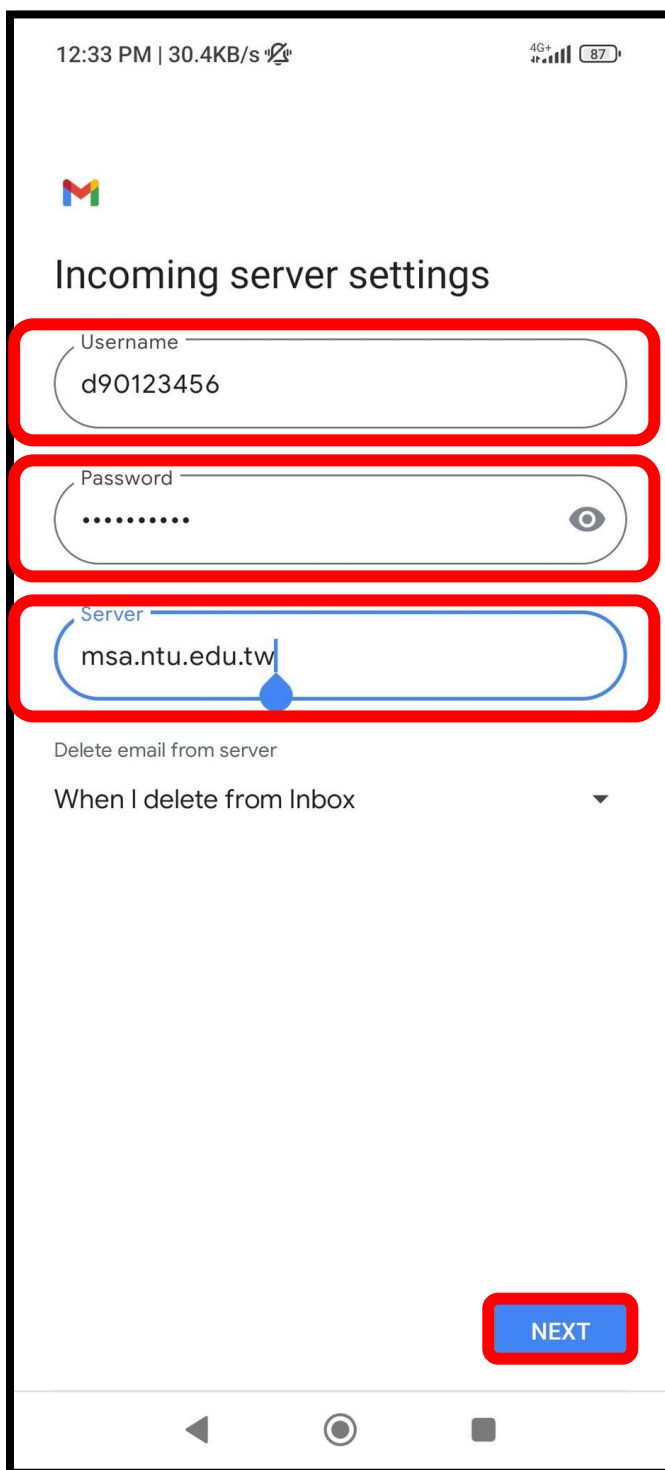 12:33 PM | 30.4KB/s
4G+
87
Incoming server settings
Username
d90123456
Password
••••••••••
Server
msa.ntu.edu.tw
Delete email from server
When I delete from Inbox
NEXT